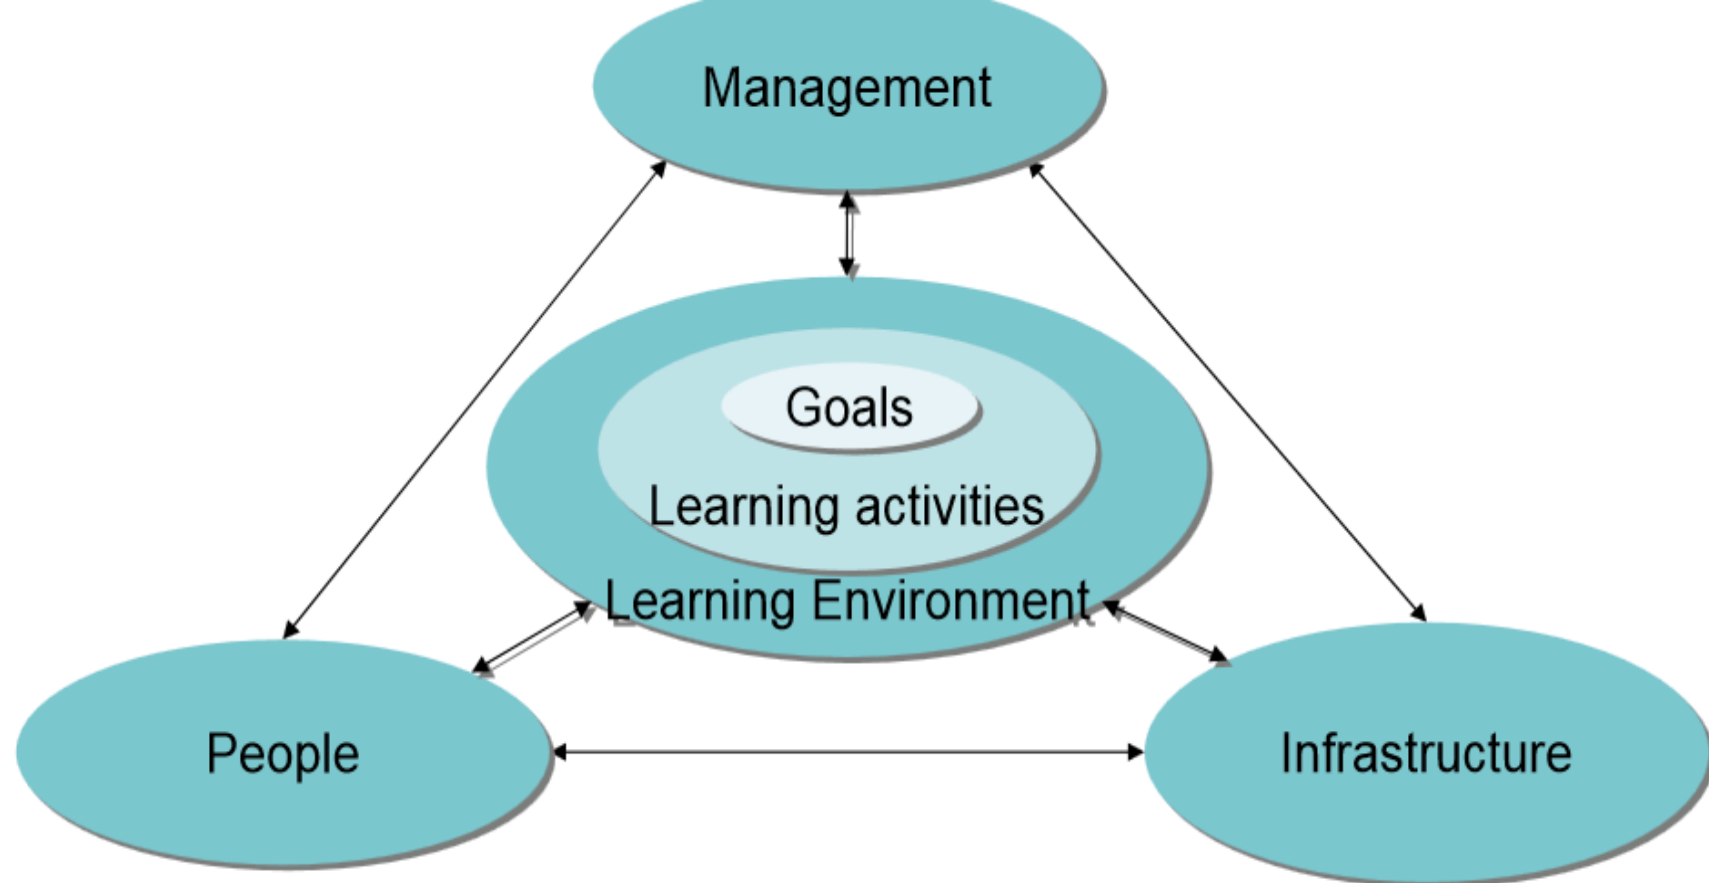 Management
Goals
Learning activities
Learning Environment
People
Infrastructure